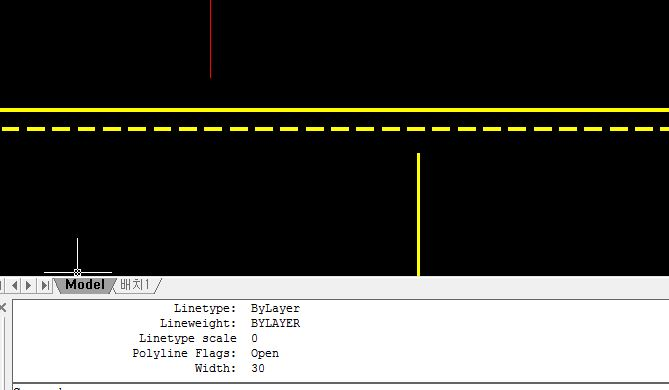 Model 배치1
Linetype: ByLayer
Lineweight: BYLAYER
Linetype scale 0
Polyline Flags: Open
Width: 30